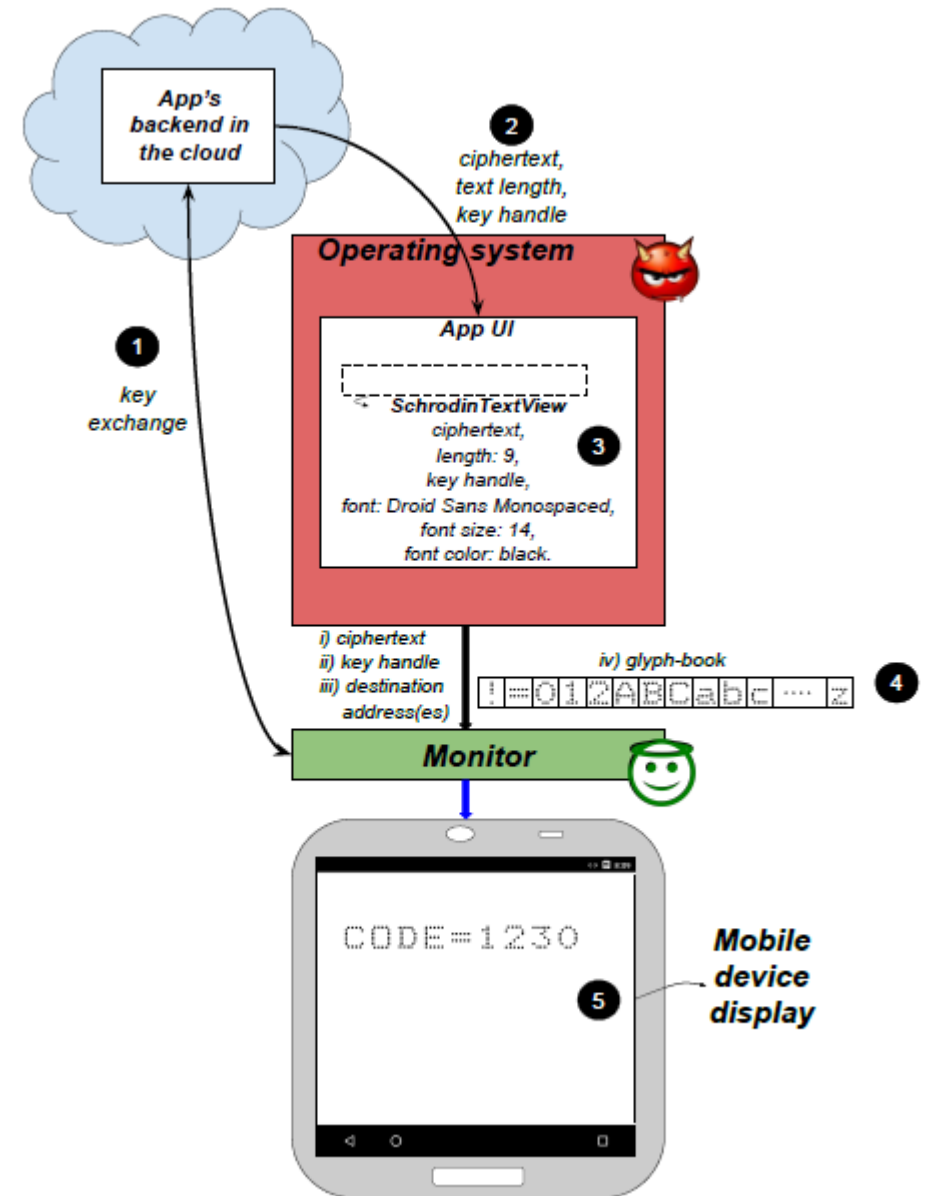 App's
backend in
the cloud
2
ciphertext,
text length,
key handle
Operating system
1
key
exchange
App UI
SchrodinTextView
ciphertext,
length: 9,
key handle,
font: Droid Sans Monospaced,
font size: 14,
font color: black.
3
i) ciphertext
ii) key handle
iii) destination
address(es)
iv) glyph-book
!=012ABCabc····z
4
Monitor
CODE=1230
5
Mobile
device
display